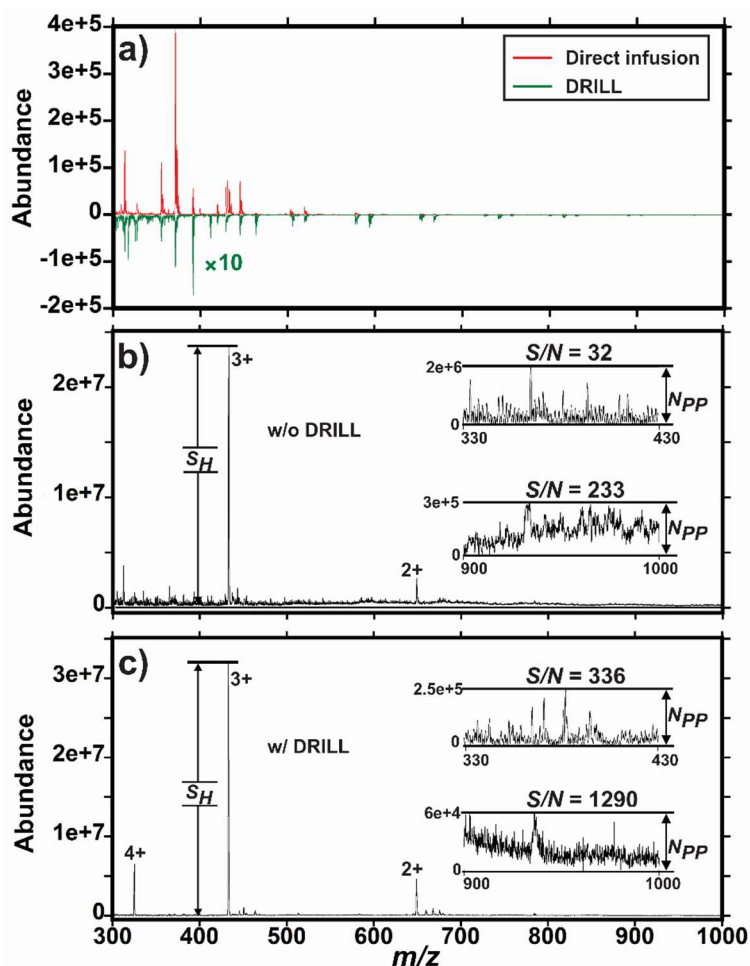 a)
Abundance
4e+5
3e+5
2e+5
1e+5
0
-1e+5
-2e+5
Direct infusion
DRILL
×10
b)
Abundance
2e+7
1e+7
0
3+
S_H
w/o DRILL
2+
S/N = 32
2e+6
0
N_PP
330 430
S/N = 233
3e+5
0
N_PP
900 1000
c)
Abundance
3e+7
2e+7
1e+7
0
4+
3+
S_H
w/ DRILL
2+
S/N = 336
2.5e+5
0
N_PP
330 430
S/N = 1290
6e+4
0
N_PP
900 1000
300 400 500 600 700 800 900 1000
m/z